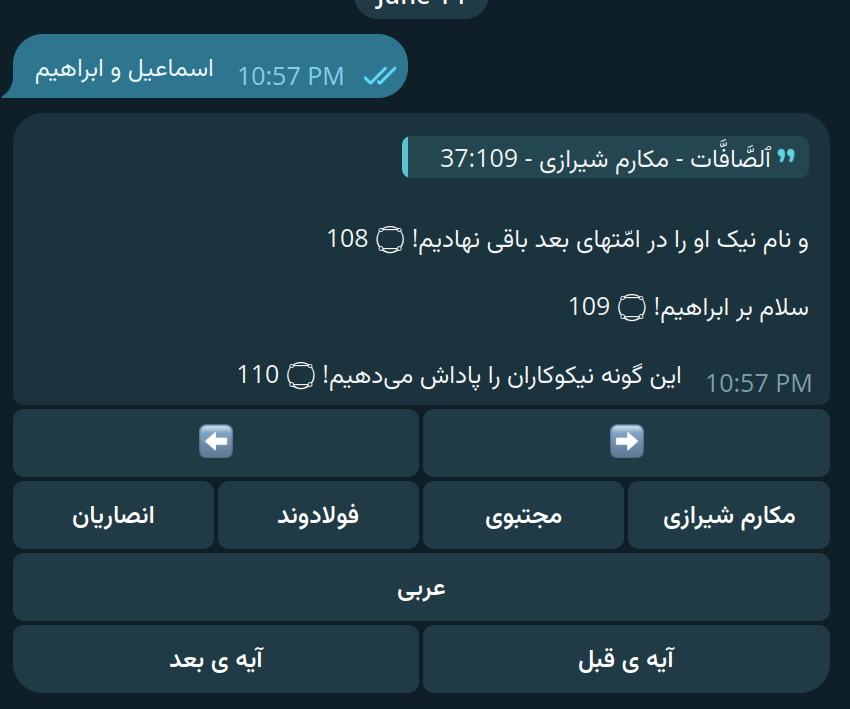 June 11
اسماعیل و ابراهیم 10:57 PM
ٱلصَّافَّات - مکارم شیرازی - 37:109
و نام نیک او را در امّتهای بعد باقی نهادیم! ۝ 108
سلام بر ابراهیم! ۝ 109
این گونه نیکوکاران را پاداش می‌دهیم! ۝ 110 10:57 PM
مکارم شیرازی
مجتبوی
فولادوند
انصاریان
عربی
آیه ی قبل
آیه ی بعد